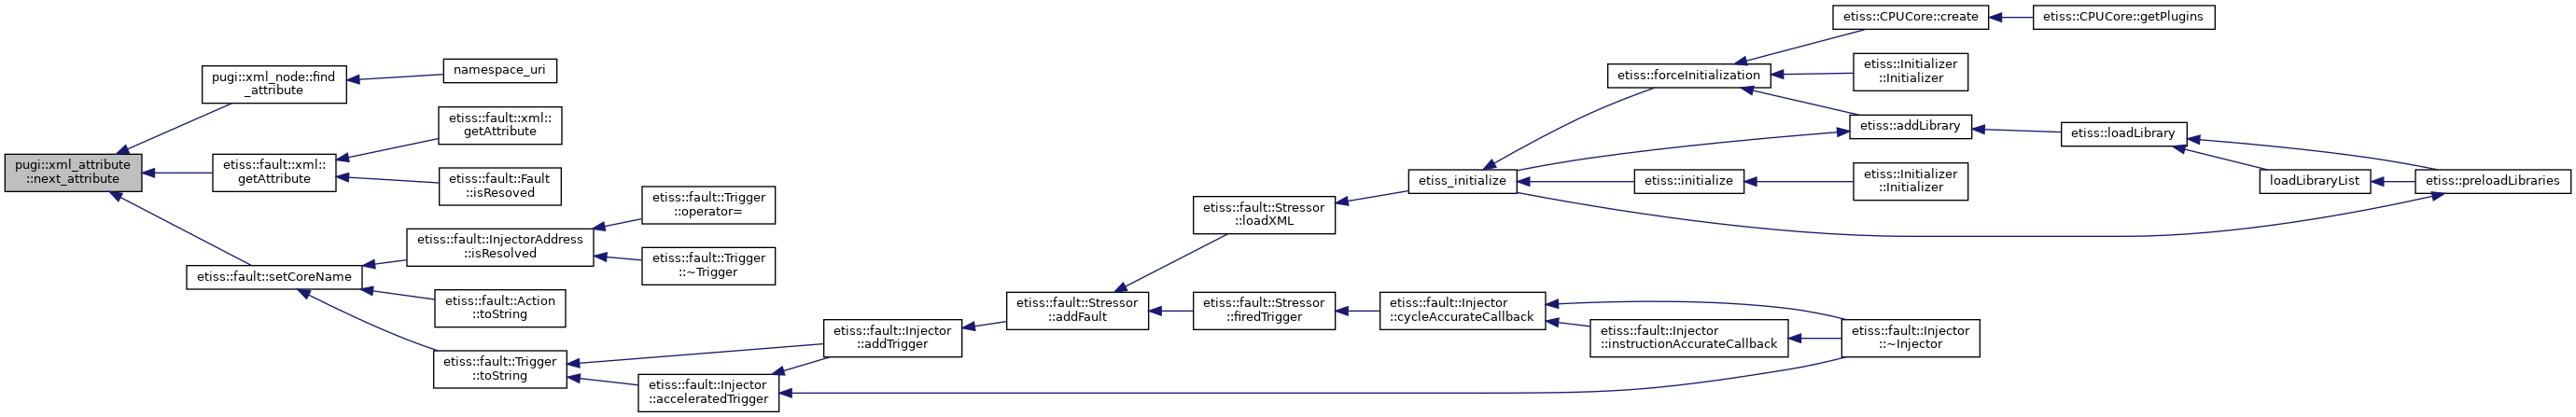 pugi::xml_attribute
::next_attribute
pugi::xml_node::find
_attribute
namespace_uri
etiss::fault::xml::
getAttribute
etiss::fault::xml::
getAttribute
etiss::fault::Fault
::isResoved
etiss::fault::setCoreName
etiss::fault::InjectorAddress
::isResolved
etiss::fault::Trigger
::operator=
etiss::fault::Trigger
::~Trigger
etiss::fault::Action
::toString
etiss::fault::Trigger
::toString
etiss::fault::Injector
::addTrigger
etiss::fault::Injector
::acceleratedTrigger
etiss::fault::Stressor
::addFault
etiss::fault::Stressor
::loadXML
etiss::fault::Stressor
::firedTrigger
etiss_initialize
etiss::fault::Injector
::cycleAccurateCallback
etiss::fault::Injector
::instructionAccurateCallback
etiss::fault::Injector
::~Injector
etiss::forceInitialization
etiss::initialize
etiss::CPUCore::create
etiss::CPUCore::getPlugins
etiss::Initializer
::Initializer
etiss::addLibrary
etiss::Initializer
::Initializer
etiss::loadLibrary
loadLibraryList
etiss::preloadLibraries